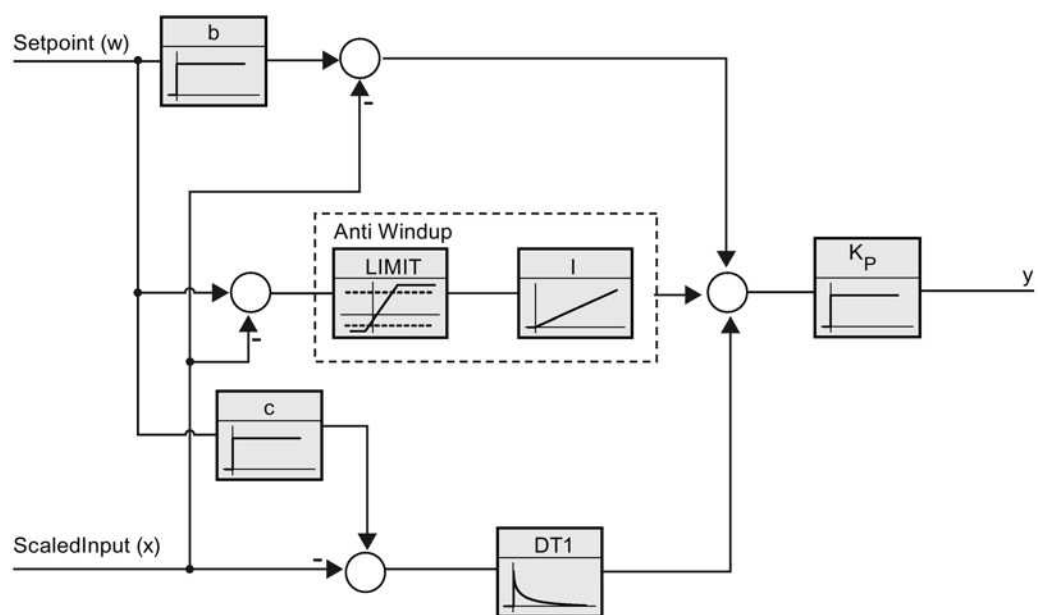 Setpoint (w)
b
-
Anti Windup
LIMIT
I
K_P
y
-
c
ScaledInput (x)
-
DT1